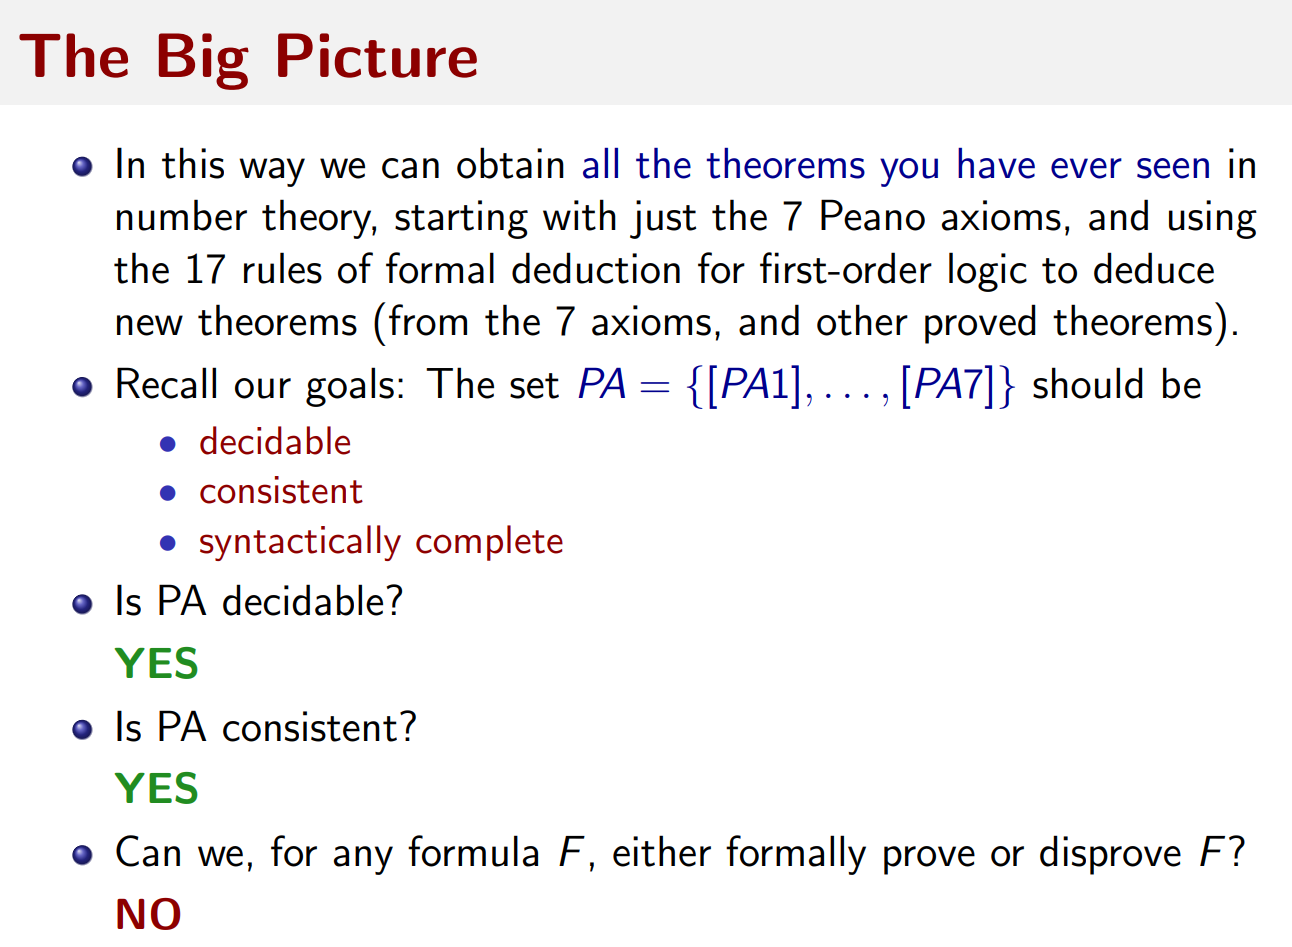 The Big Picture
In this way we can obtain all the theorems you have ever seen in
number theory, starting with just the 7 Peano axioms, and using
the 17 rules of formal deduction for first-order logic to deduce
new theorems (from the 7 axioms, and other proved theorems).
Recall our goals: The set PA = {[PA1], . . . , [PA7]} should be
decidable
consistent
syntactically complete
Is PA decidable?
YES
Is PA consistent?
YES
Can we, for any formula F, either formally prove or disprove F?
NO